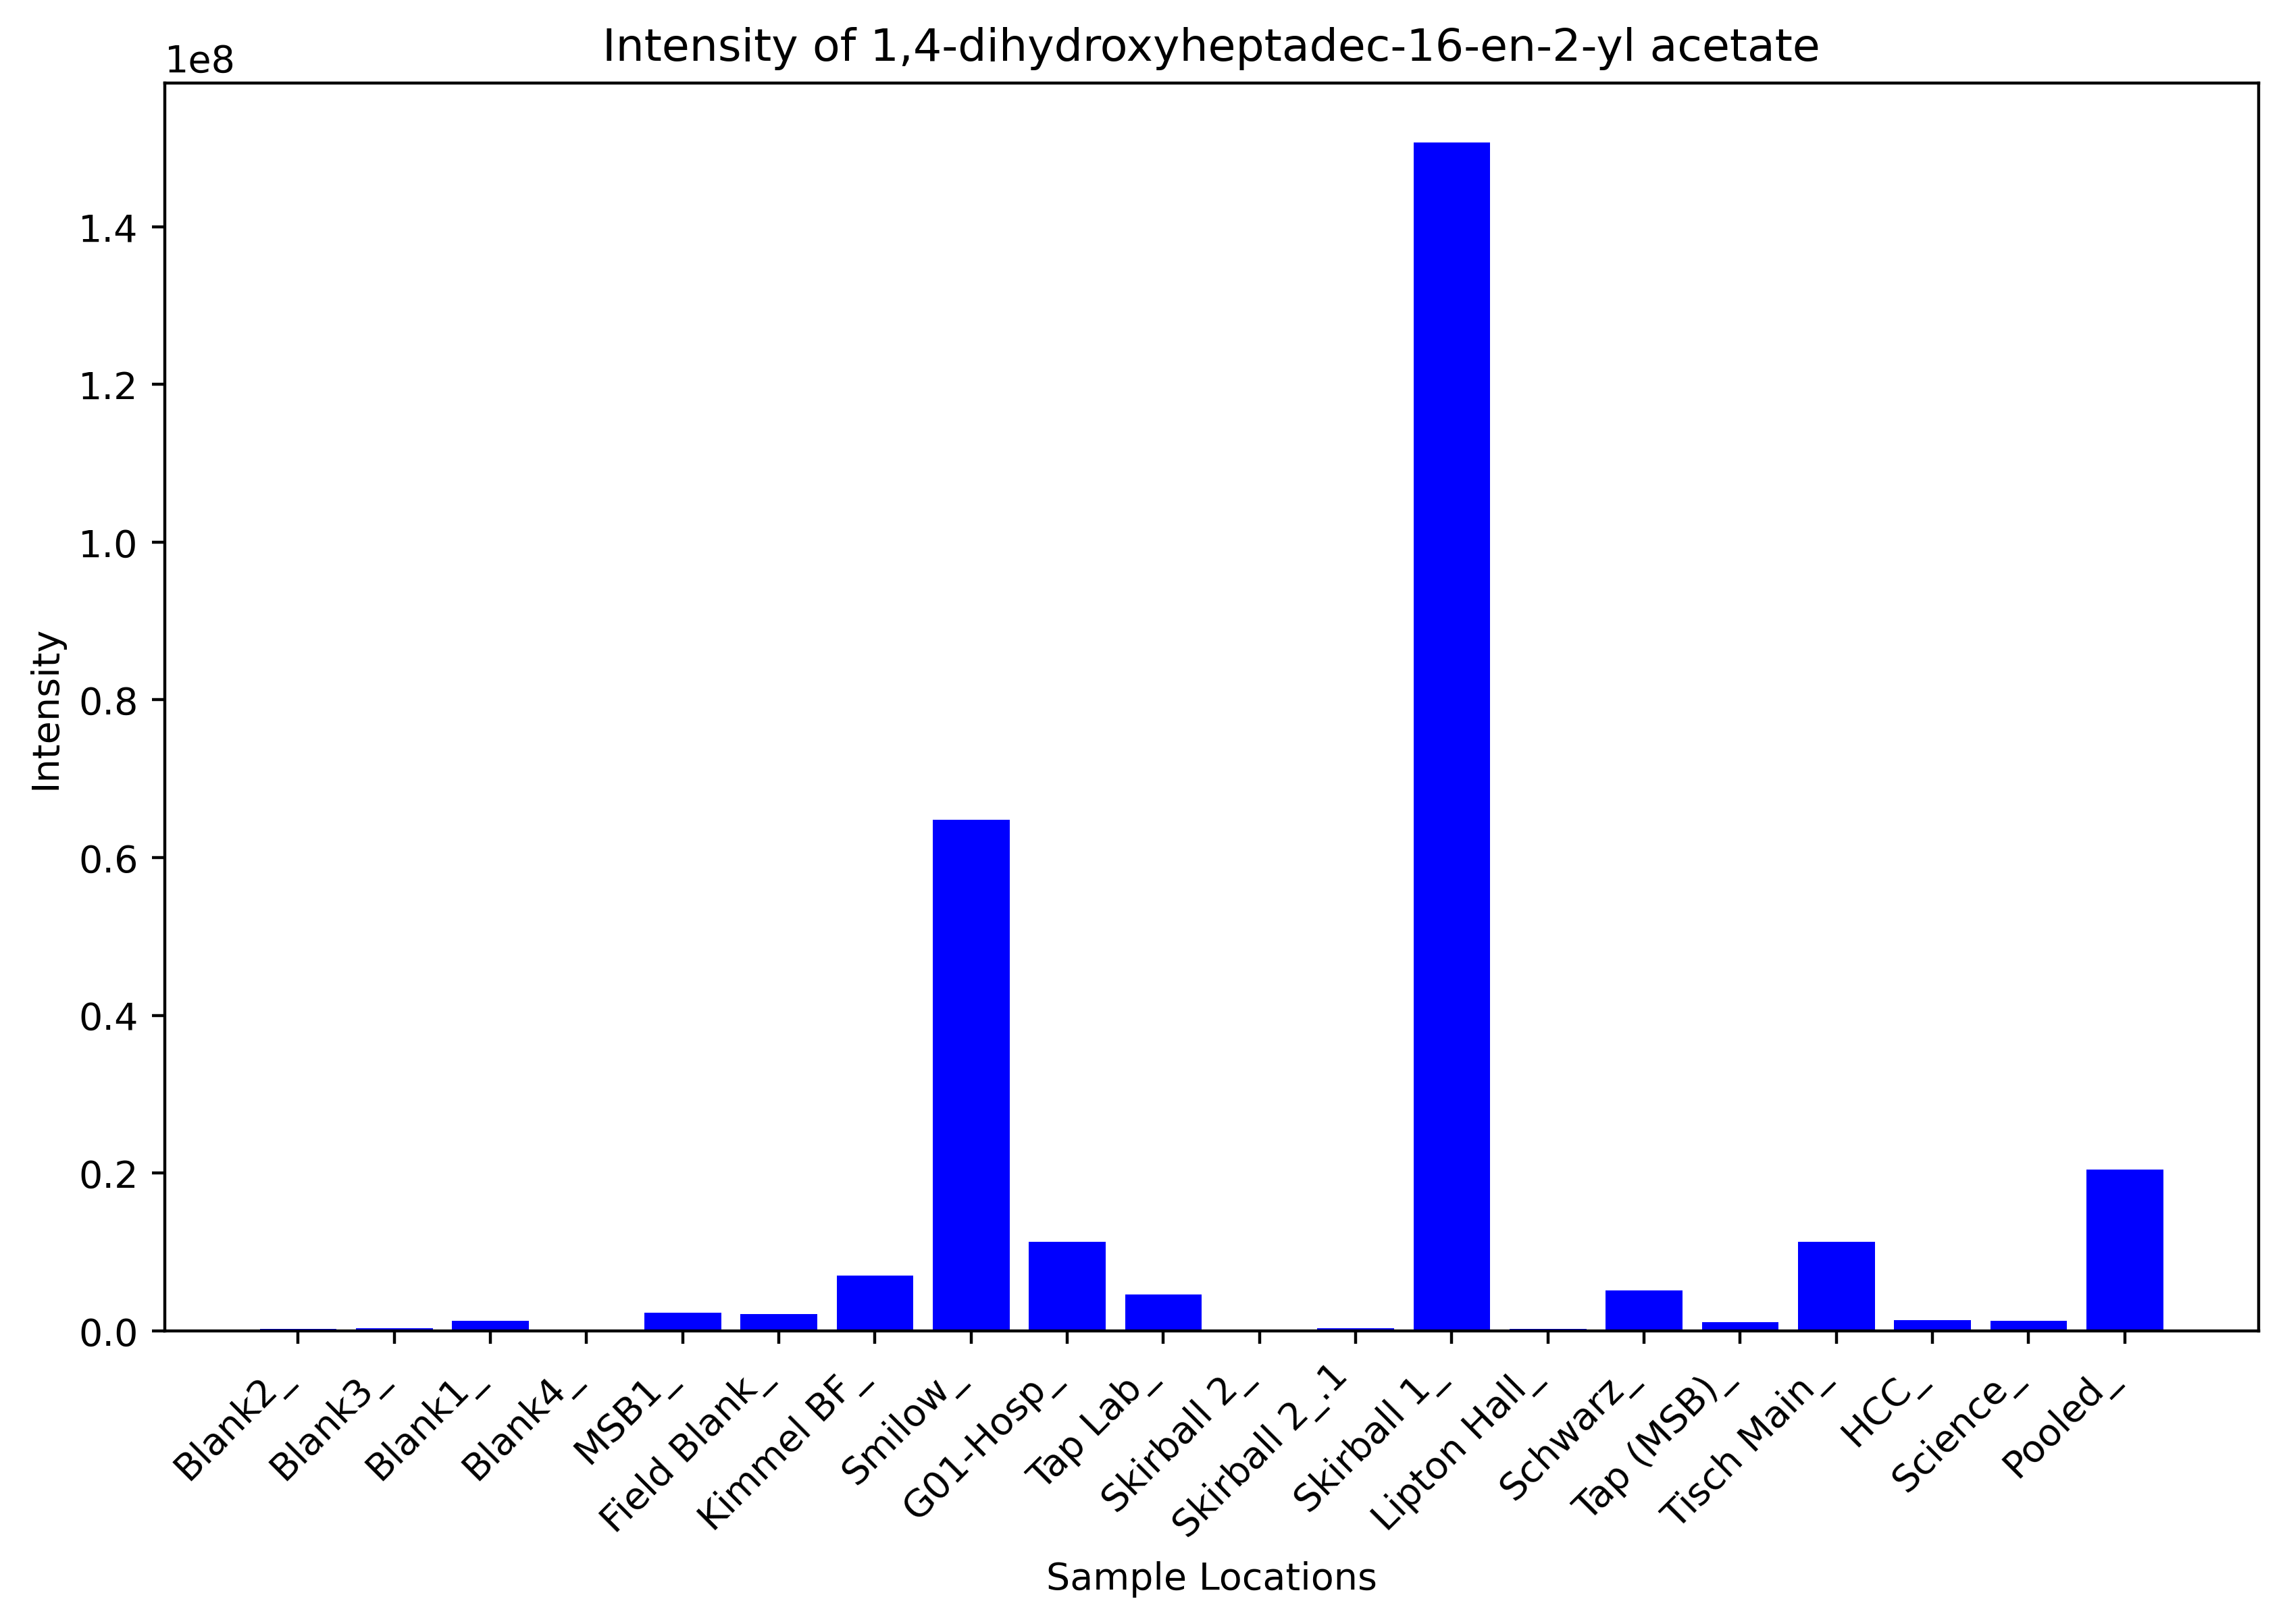 Intensity of 1,4-dihydroxyheptadec-16-en-2-yl acetate
1e8
1.4
1.2
1.0
0.8
0.6
0.4
0.2
0.0
Intensity
Blank2_
Blank3_
Blank1_
Blank4_
MSB1_
Field Blank_
Kimmel BF_
Smilow_
G01-Hosp_
Tap Lab_
Skirball 2_
Skirball 2_.1
Skirball 1_
Lipton Hall_
Schwarz_
Tap (MSB)_
Tisch Main_
HCC_
Science_
Pooled_
Sample Locations